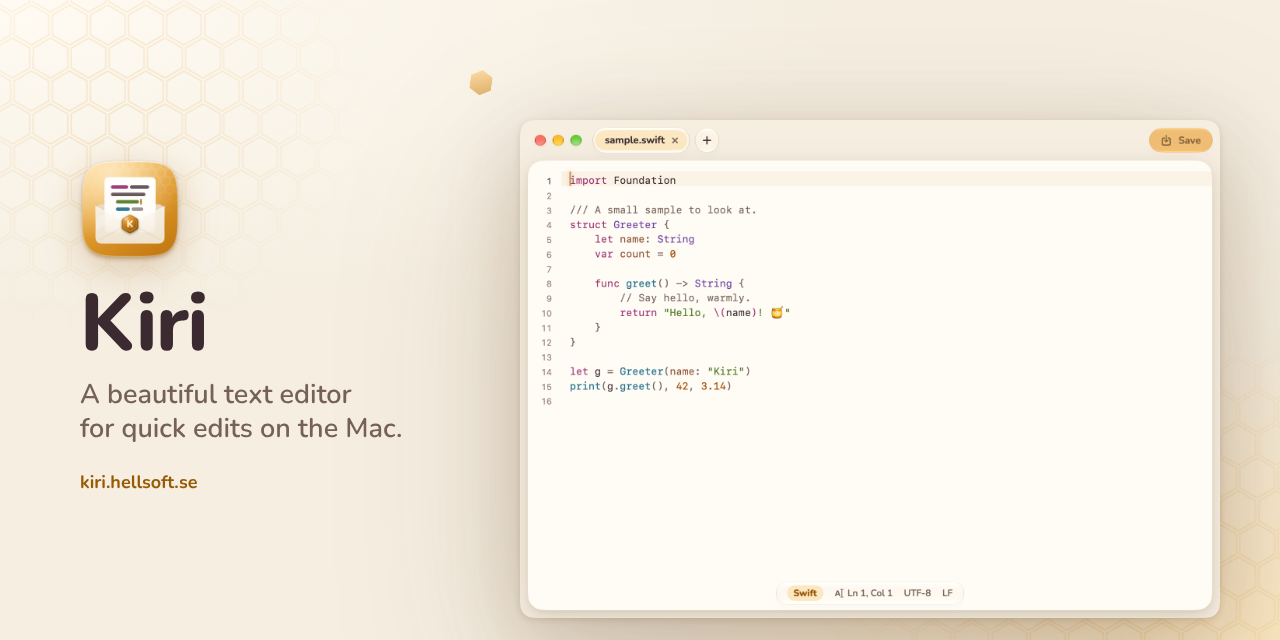 K
Kiri
A beautiful text editor
for quick edits on the Mac.
kiri.hellsoft.se
sample.swift × +
Save
1 import Foundation
2
3 /// A small sample to look at.
4 struct Greeter {
5     let name: String
6     var count = 0
7
8     func greet() -> String {
9         // Say hello, warmly.
10         return "Hello, \(name)! 🍯"
11     }
12 }
13
14 let g = Greeter(name: "Kiri")
15 print(g.greet(), 42, 3.14)
16
Swift A Ln 1, Col 1 UTF-8 LF